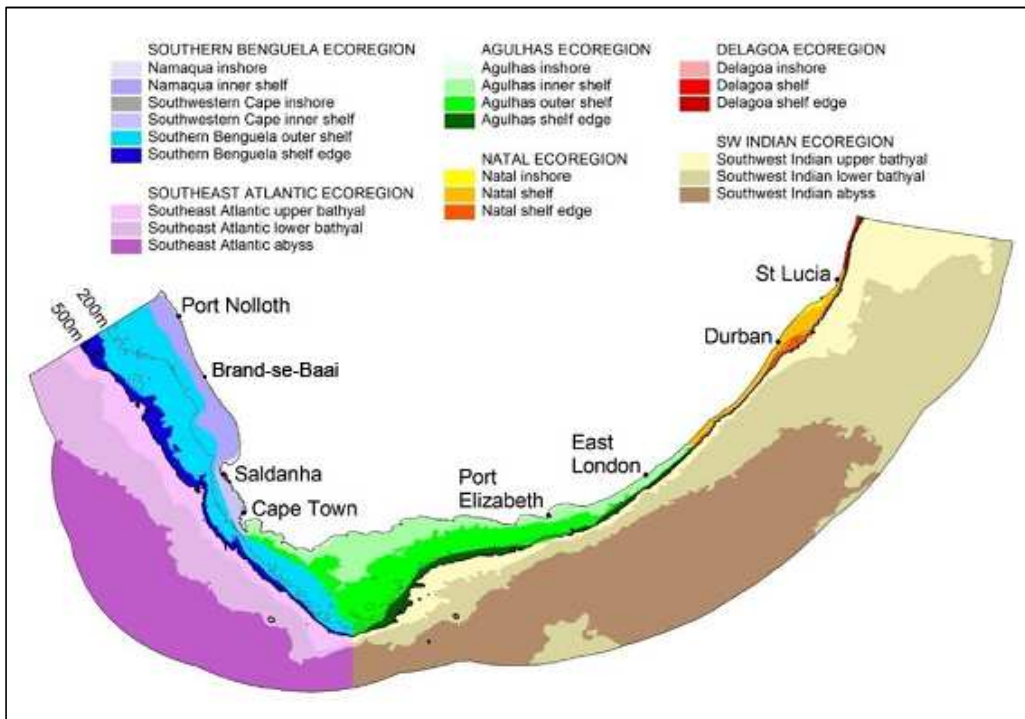 SOUTHERN BENGUELA ECOREGION
Namaqua inshore
Namaqua inner shelf
Southwestern Cape inshore
Southwestern Cape inner shelf
Southern Benguela outer shelf
Southern Benguela shelf edge
SOUTHEAST ATLANTIC ECOREGION
Southeast Atlantic upper bathyal
Southeast Atlantic lower bathyal
Southeast Atlantic abyss
AGULHAS ECOREGION
Agulhas inshore
Agulhas inner shelf
Agulhas outer shelf
Agulhas shelf edge
NATAL ECOREGION
Natal inshore
Natal shelf
Natal shelf edge
DELAGOA ECOREGION
Delagoa inshore
Delagoa shelf
Delagoa shelf edge
SW INDIAN ECOREGION
Southwest Indian upper bathyal
Southwest Indian lower bathyal
Southwest Indian abyss
200m
500m
Port Nolloth
Brand-se-Baai
Saldanha
Cape Town
Port
Elizabeth
East
London
Durban
St Lucia